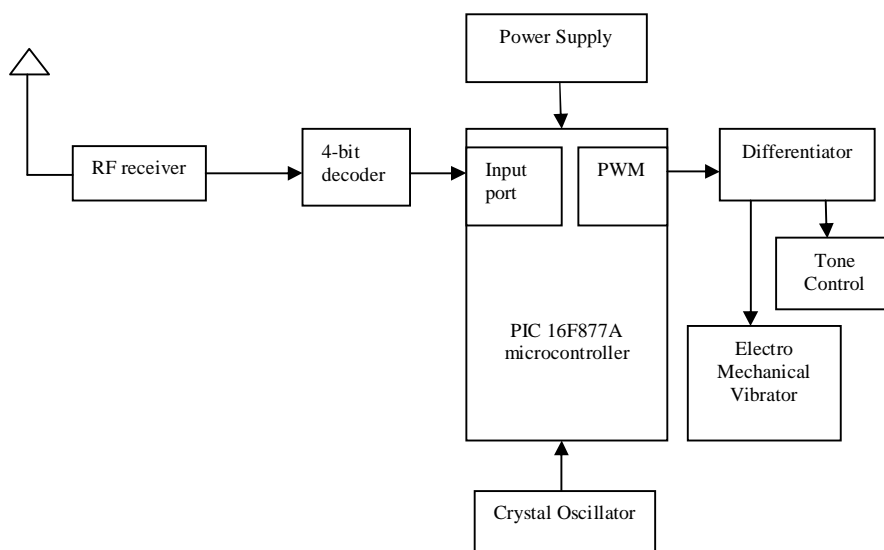 Power Supply
RF receiver
4-bit
decoder
Input
port
PWM
Differentiator
Tone
Control
PIC 16F877A
microcontroller
Electro
Mechanical
Vibrator
Crystal Oscillator